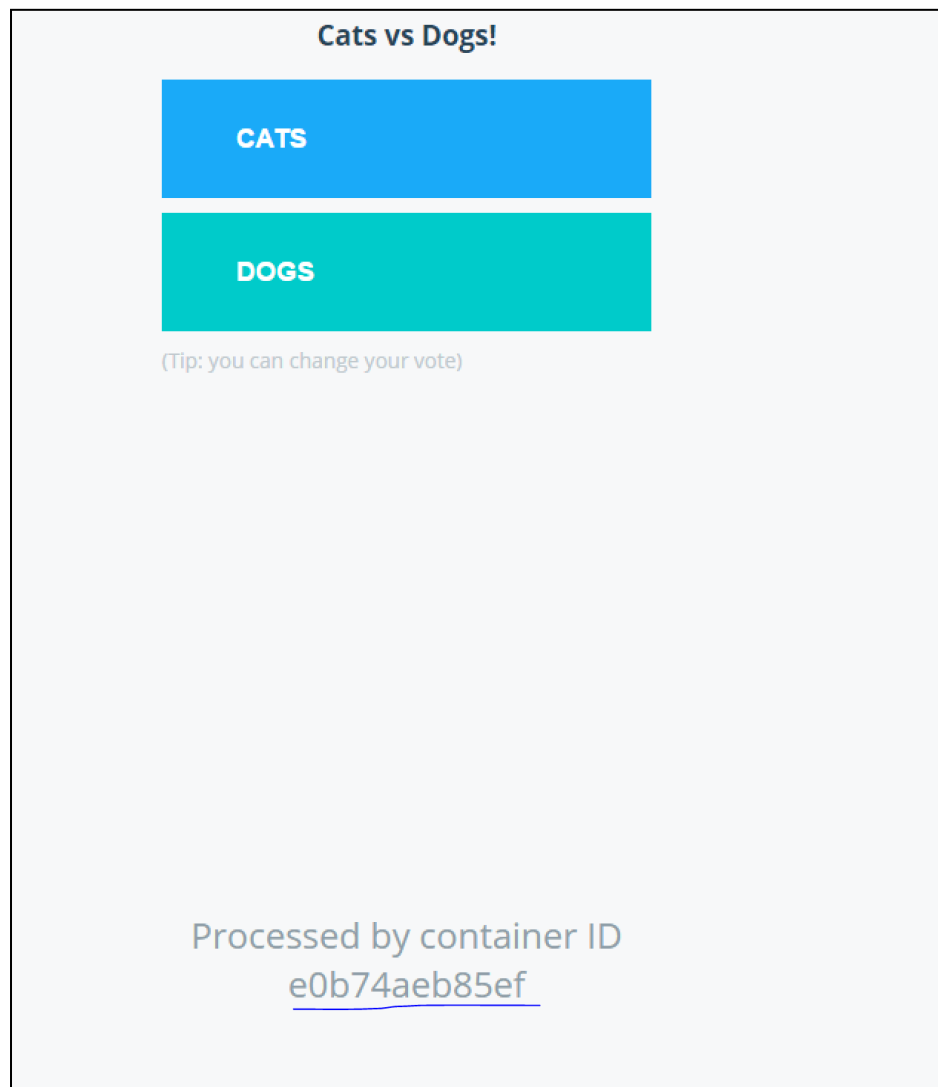 Cats vs Dogs!
CATS
DOGS
(Tip: you can change your vote)
Processed by container ID
e0b74aeb85ef